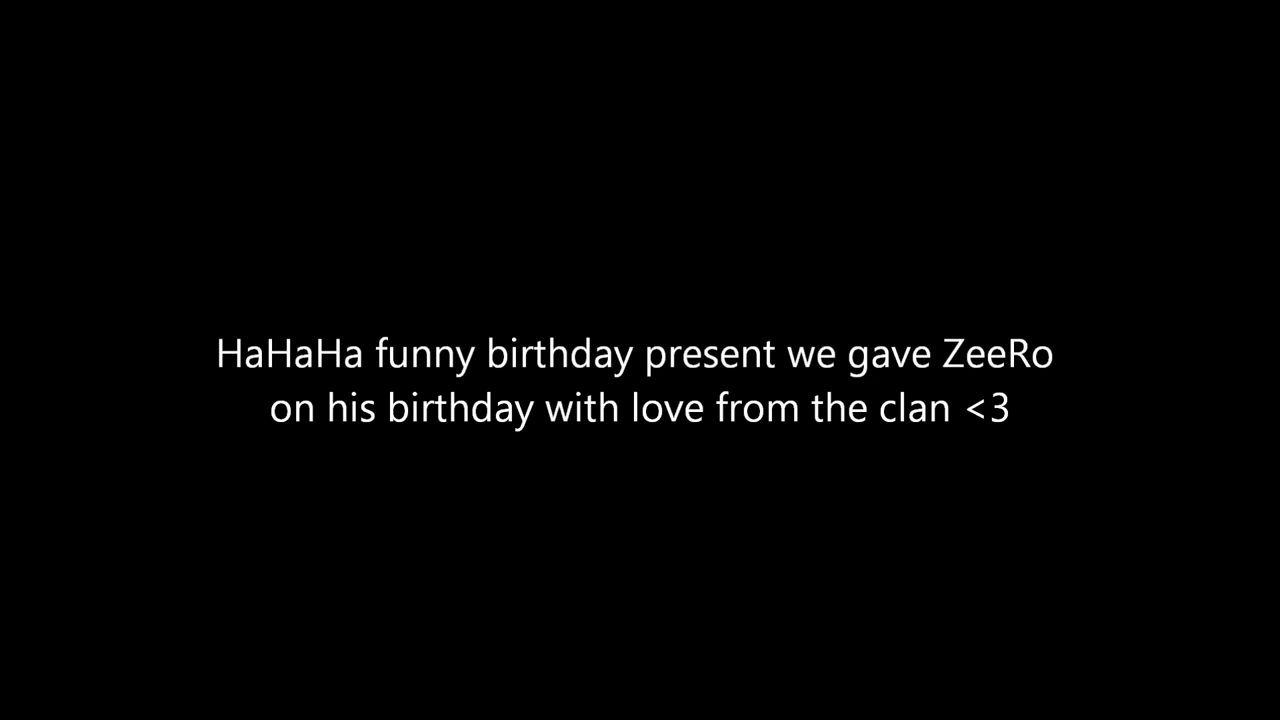 HaHaHa funny birthday present we gave ZeeRo
on his birthday with love from the clan <3